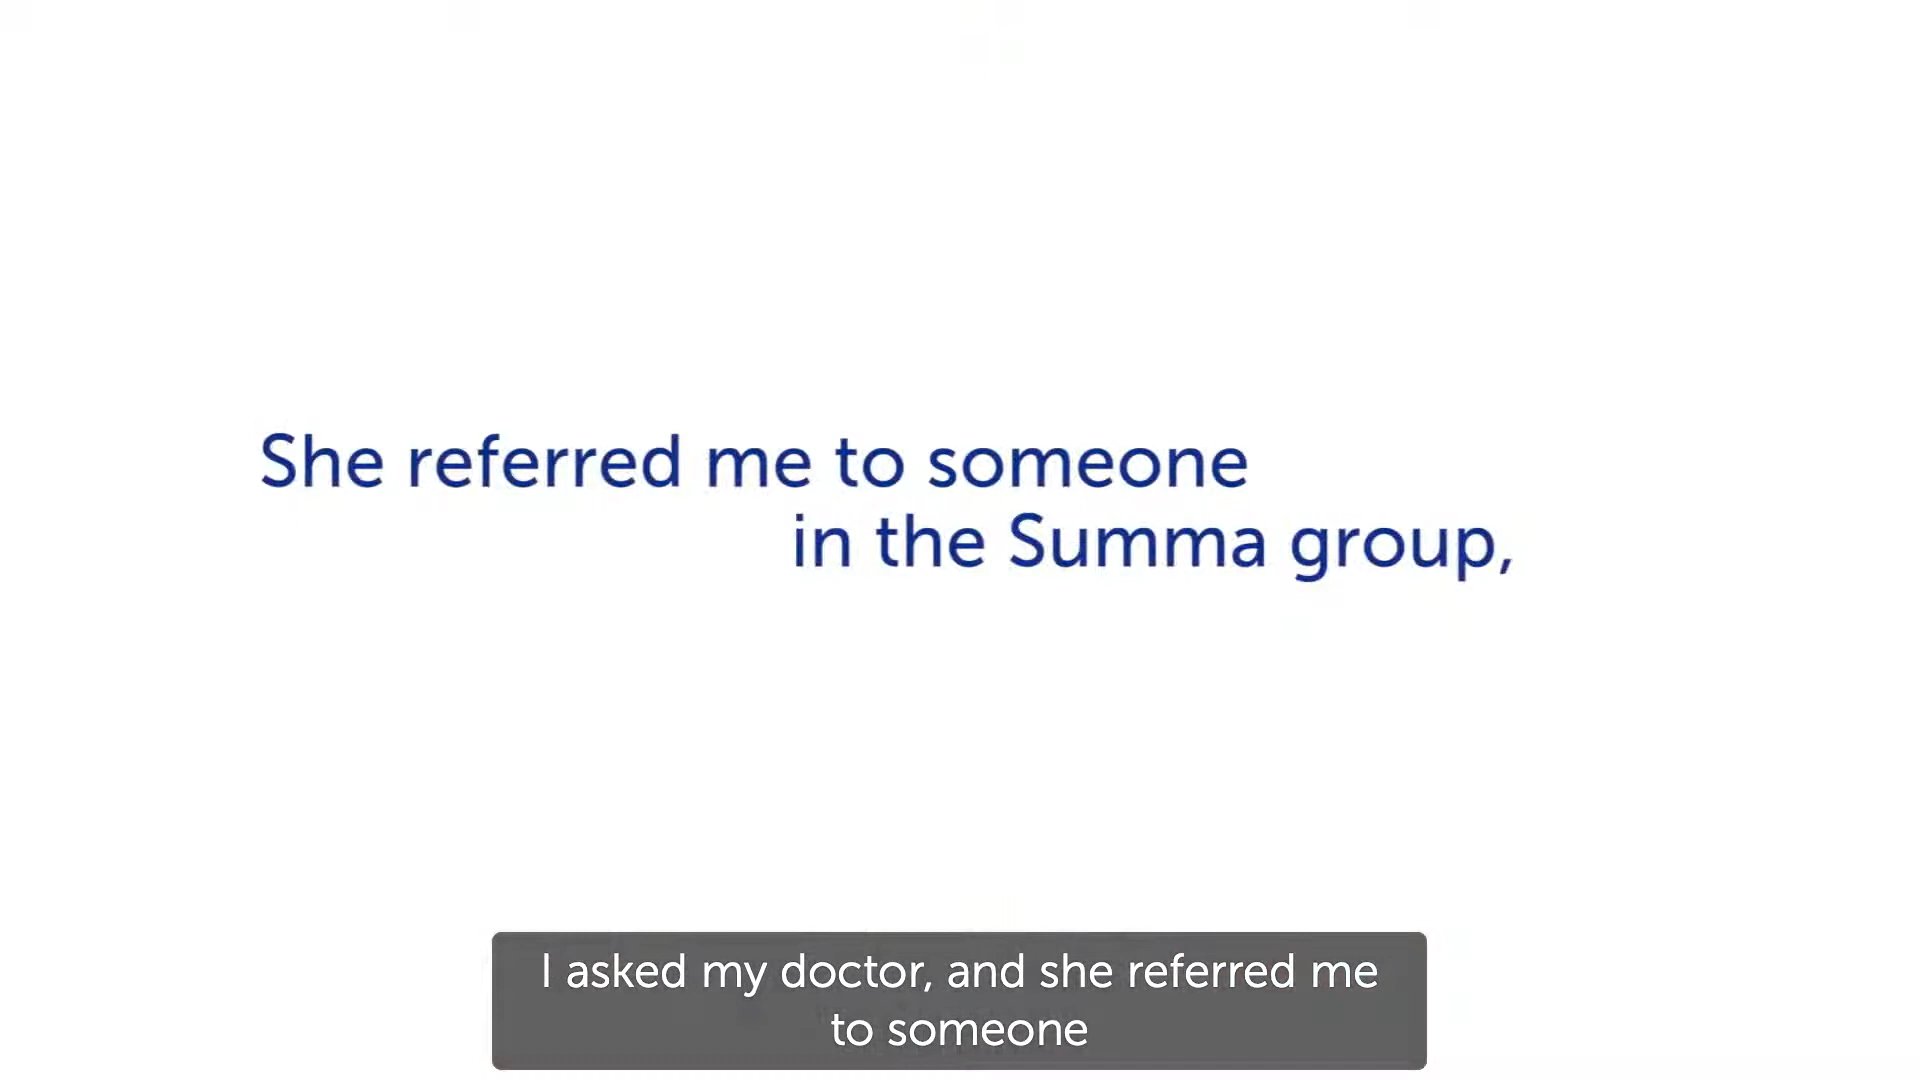 She referred me to someone
in the Summa group,
I asked my doctor, and she referred me
to someone